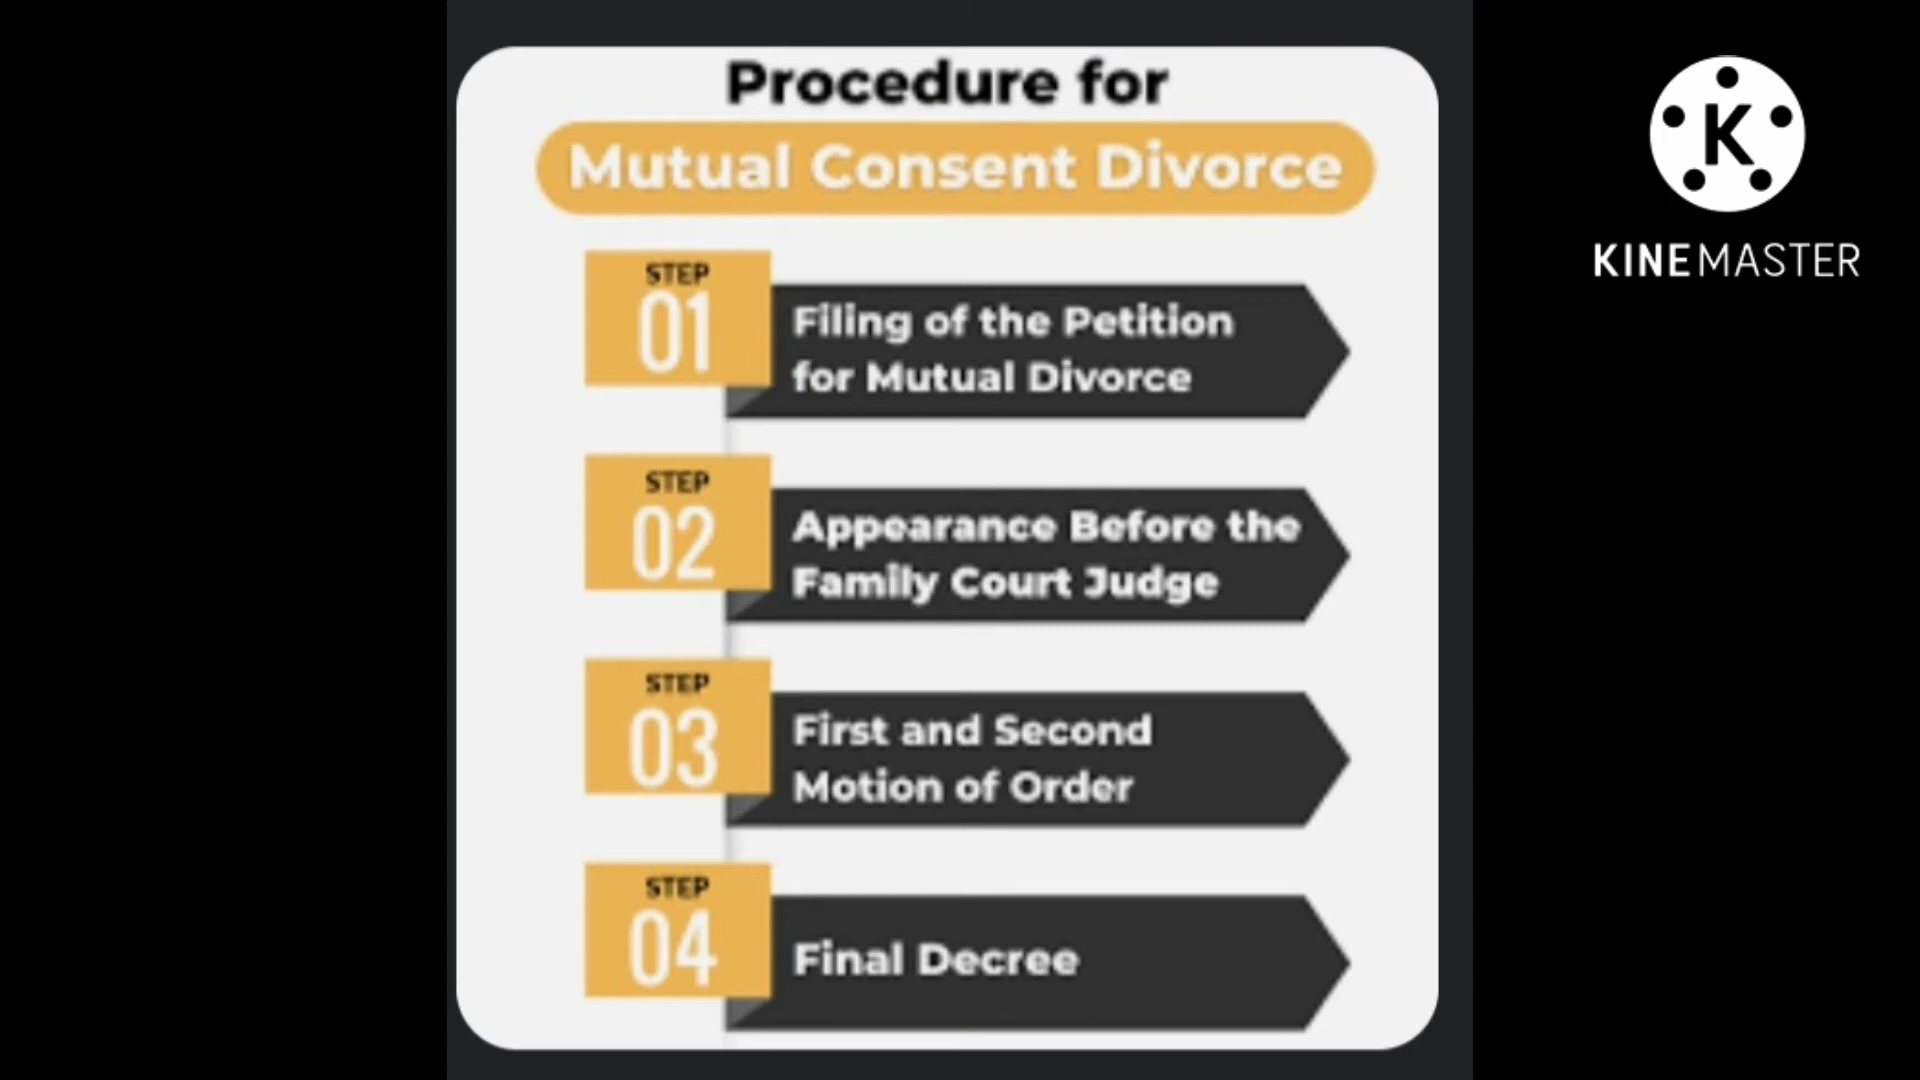 Procedure for
Mutual Consent Divorce
STEP
01
Filing of the Petition
for Mutual Divorce
STEP
02
Appearance Before the
Family Court Judge
STEP
03
First and Second
Motion of Order
STEP
04
Final Decree
K
KINEMASTER